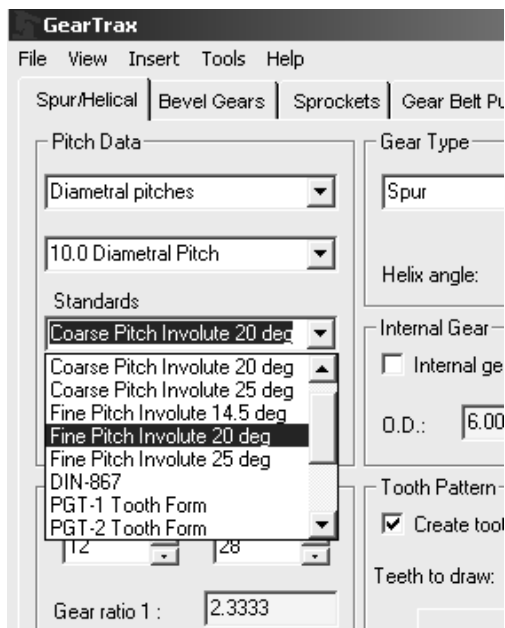 GearTrax
File View Insert Tools Help
Spur/Helical Bevel Gears Sprockets Gear Belt Pu
Pitch Data
Diametral pitches
10.0 Diametral Pitch
Standards
Coarse Pitch Involute 20 deg
Coarse Pitch Involute 20 deg
Coarse Pitch Involute 25 deg
Fine Pitch Involute 14.5 deg
Fine Pitch Involute 20 deg
Fine Pitch Involute 25 deg
DIN-867
PGT-1 Tooth Form
PGT-2 Tooth Form
12 28
Gear ratio 1 : 2.3333
Gear Type
Spur
Helix angle:
Internal Gear
Internal ge
O.D.: 6.00
Tooth Pattern
Create toot
Teeth to draw: